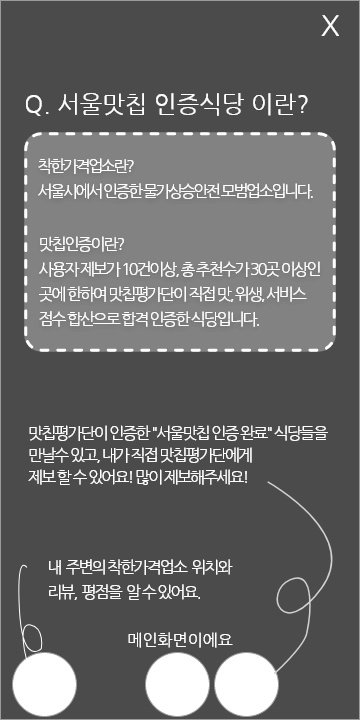 X
Q. 서울맛집 인증식당 이란?
착한가격업소란?
서울시에서 인증한 물가상승안전 모범업소입니다.
맛집인증이란?
사용자 제보가 10건이상, 총 추천수가 30곳 이상인
곳에 한하여 맛집평가단이 직접 맛, 위생, 서비스
점수 합산으로 합격 인증한 식당입니다.
맛집평가단이 인증한 "서울맛집 인증 완료" 식당들을
만날수 있고, 내가 직접 맛집평가단에게
제보 할 수 있어요! 많이 제보해주세요!
내 주변의 착한가격업소 위치와
리뷰, 평점을 알 수 있어요.
메인화면이에요